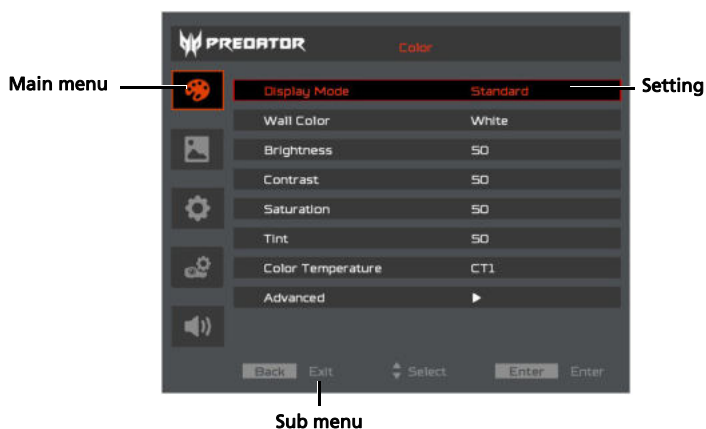 PREDATOR Color
Main menu
Setting
Display Mode Standard
Wall Color White
Brightness 50
Contrast 50
Saturation 50
Tint 50
Color Temperature CT1
Advanced
Back Exit Select Enter Enter
Sub menu